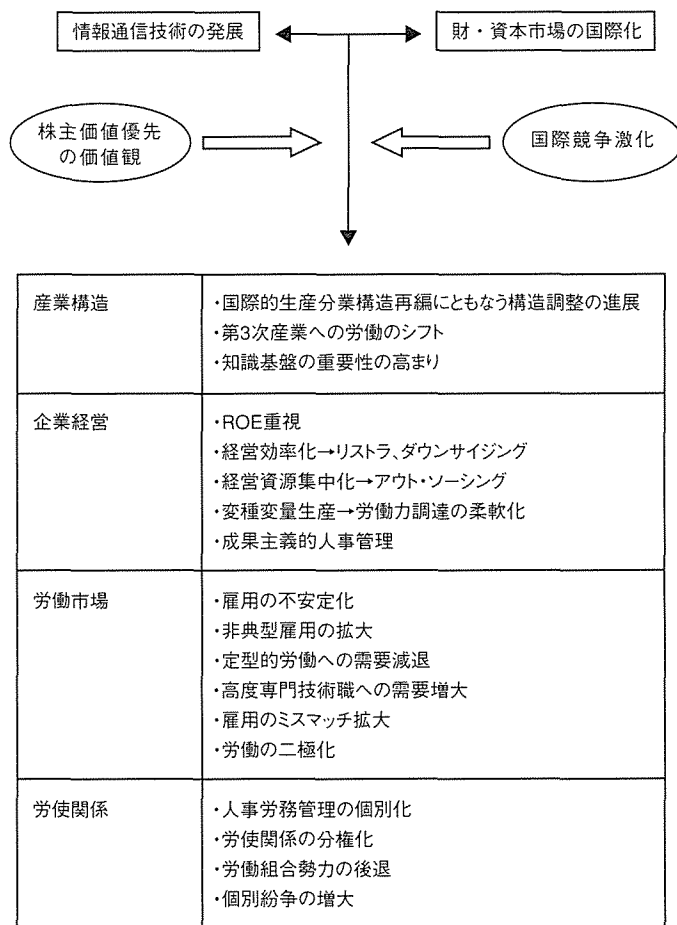 情報通信技術の発展
財・資本市場の国際化
株主価値優先
の価値観
国際競争激化
産業構造
・国際的生産分業構造再編にともなう構造調整の進展
・第3次産業への労働のシフト
・知識基盤の重要性の高まり
企業経営
・ROE重視
・経営効率化→リストラ、ダウンサイジング
・経営資源集中化→アウト・ソーシング
・変種変量生産→労働力調達の柔軟化
・成果主義的人事管理
労働市場
・雇用の不安定化
・非典型雇用の拡大
・定型的労働への需要減退
・高度専門技術職への需要増大
・雇用のミスマッチ拡大
・労働の二極化
労使関係
・人事労務管理の個別化
・労使関係の分権化
・労働組合勢力の後退
・個別紛争の増大